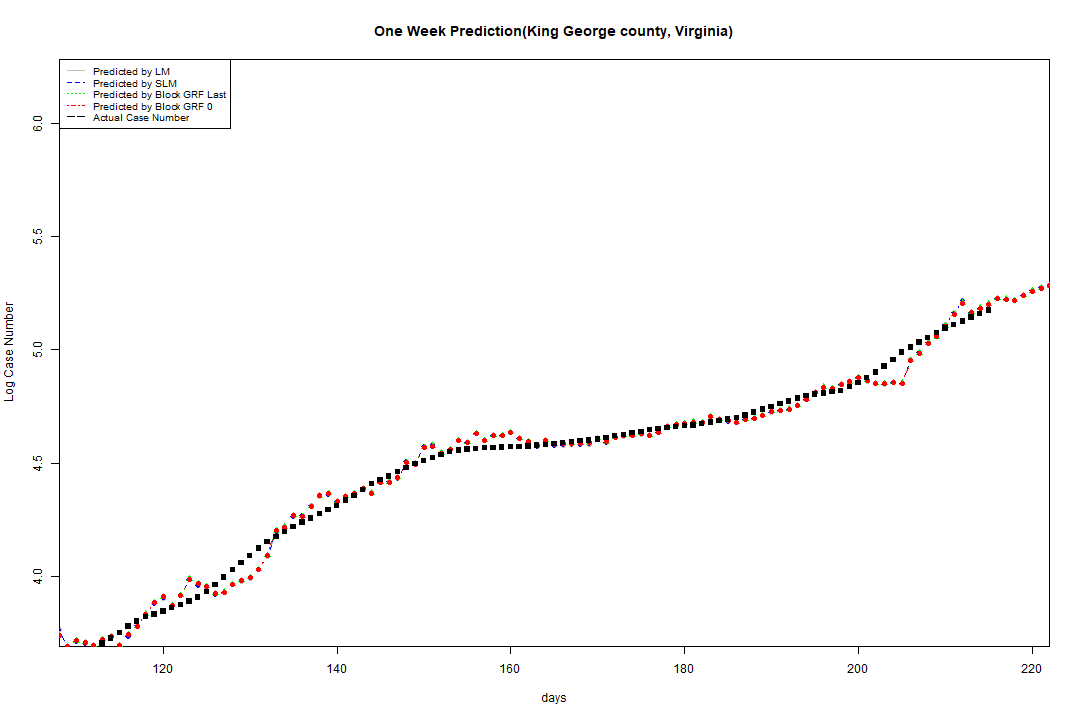 One Week Prediction(King George county, Virginia)
Predicted by LM
Predicted by SLM
Predicted by Block GRF Last
Predicted by Block GRF 0
Actual Case Number
6.0
5.5
5.0
4.5
4.0
Log Case Number
120
140
160
180
200
220
days